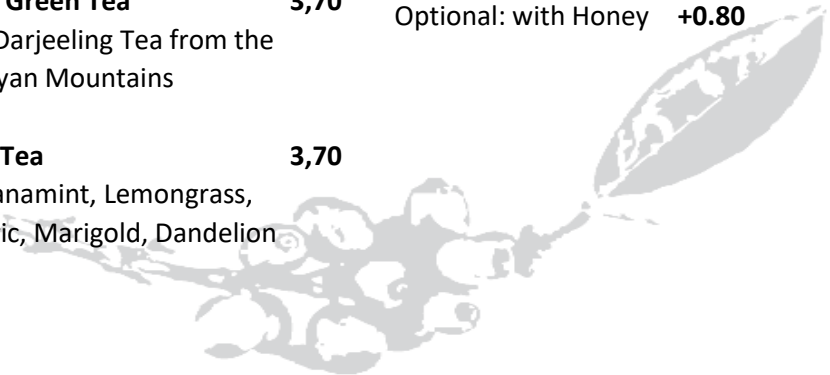 Green Tea 3,70
Darjeeling Tea from the
yan Mountains
Tea 3,70
anamint, Lemongrass,
ic, Marigold, Dandelion
Optional: with Honey +0.80